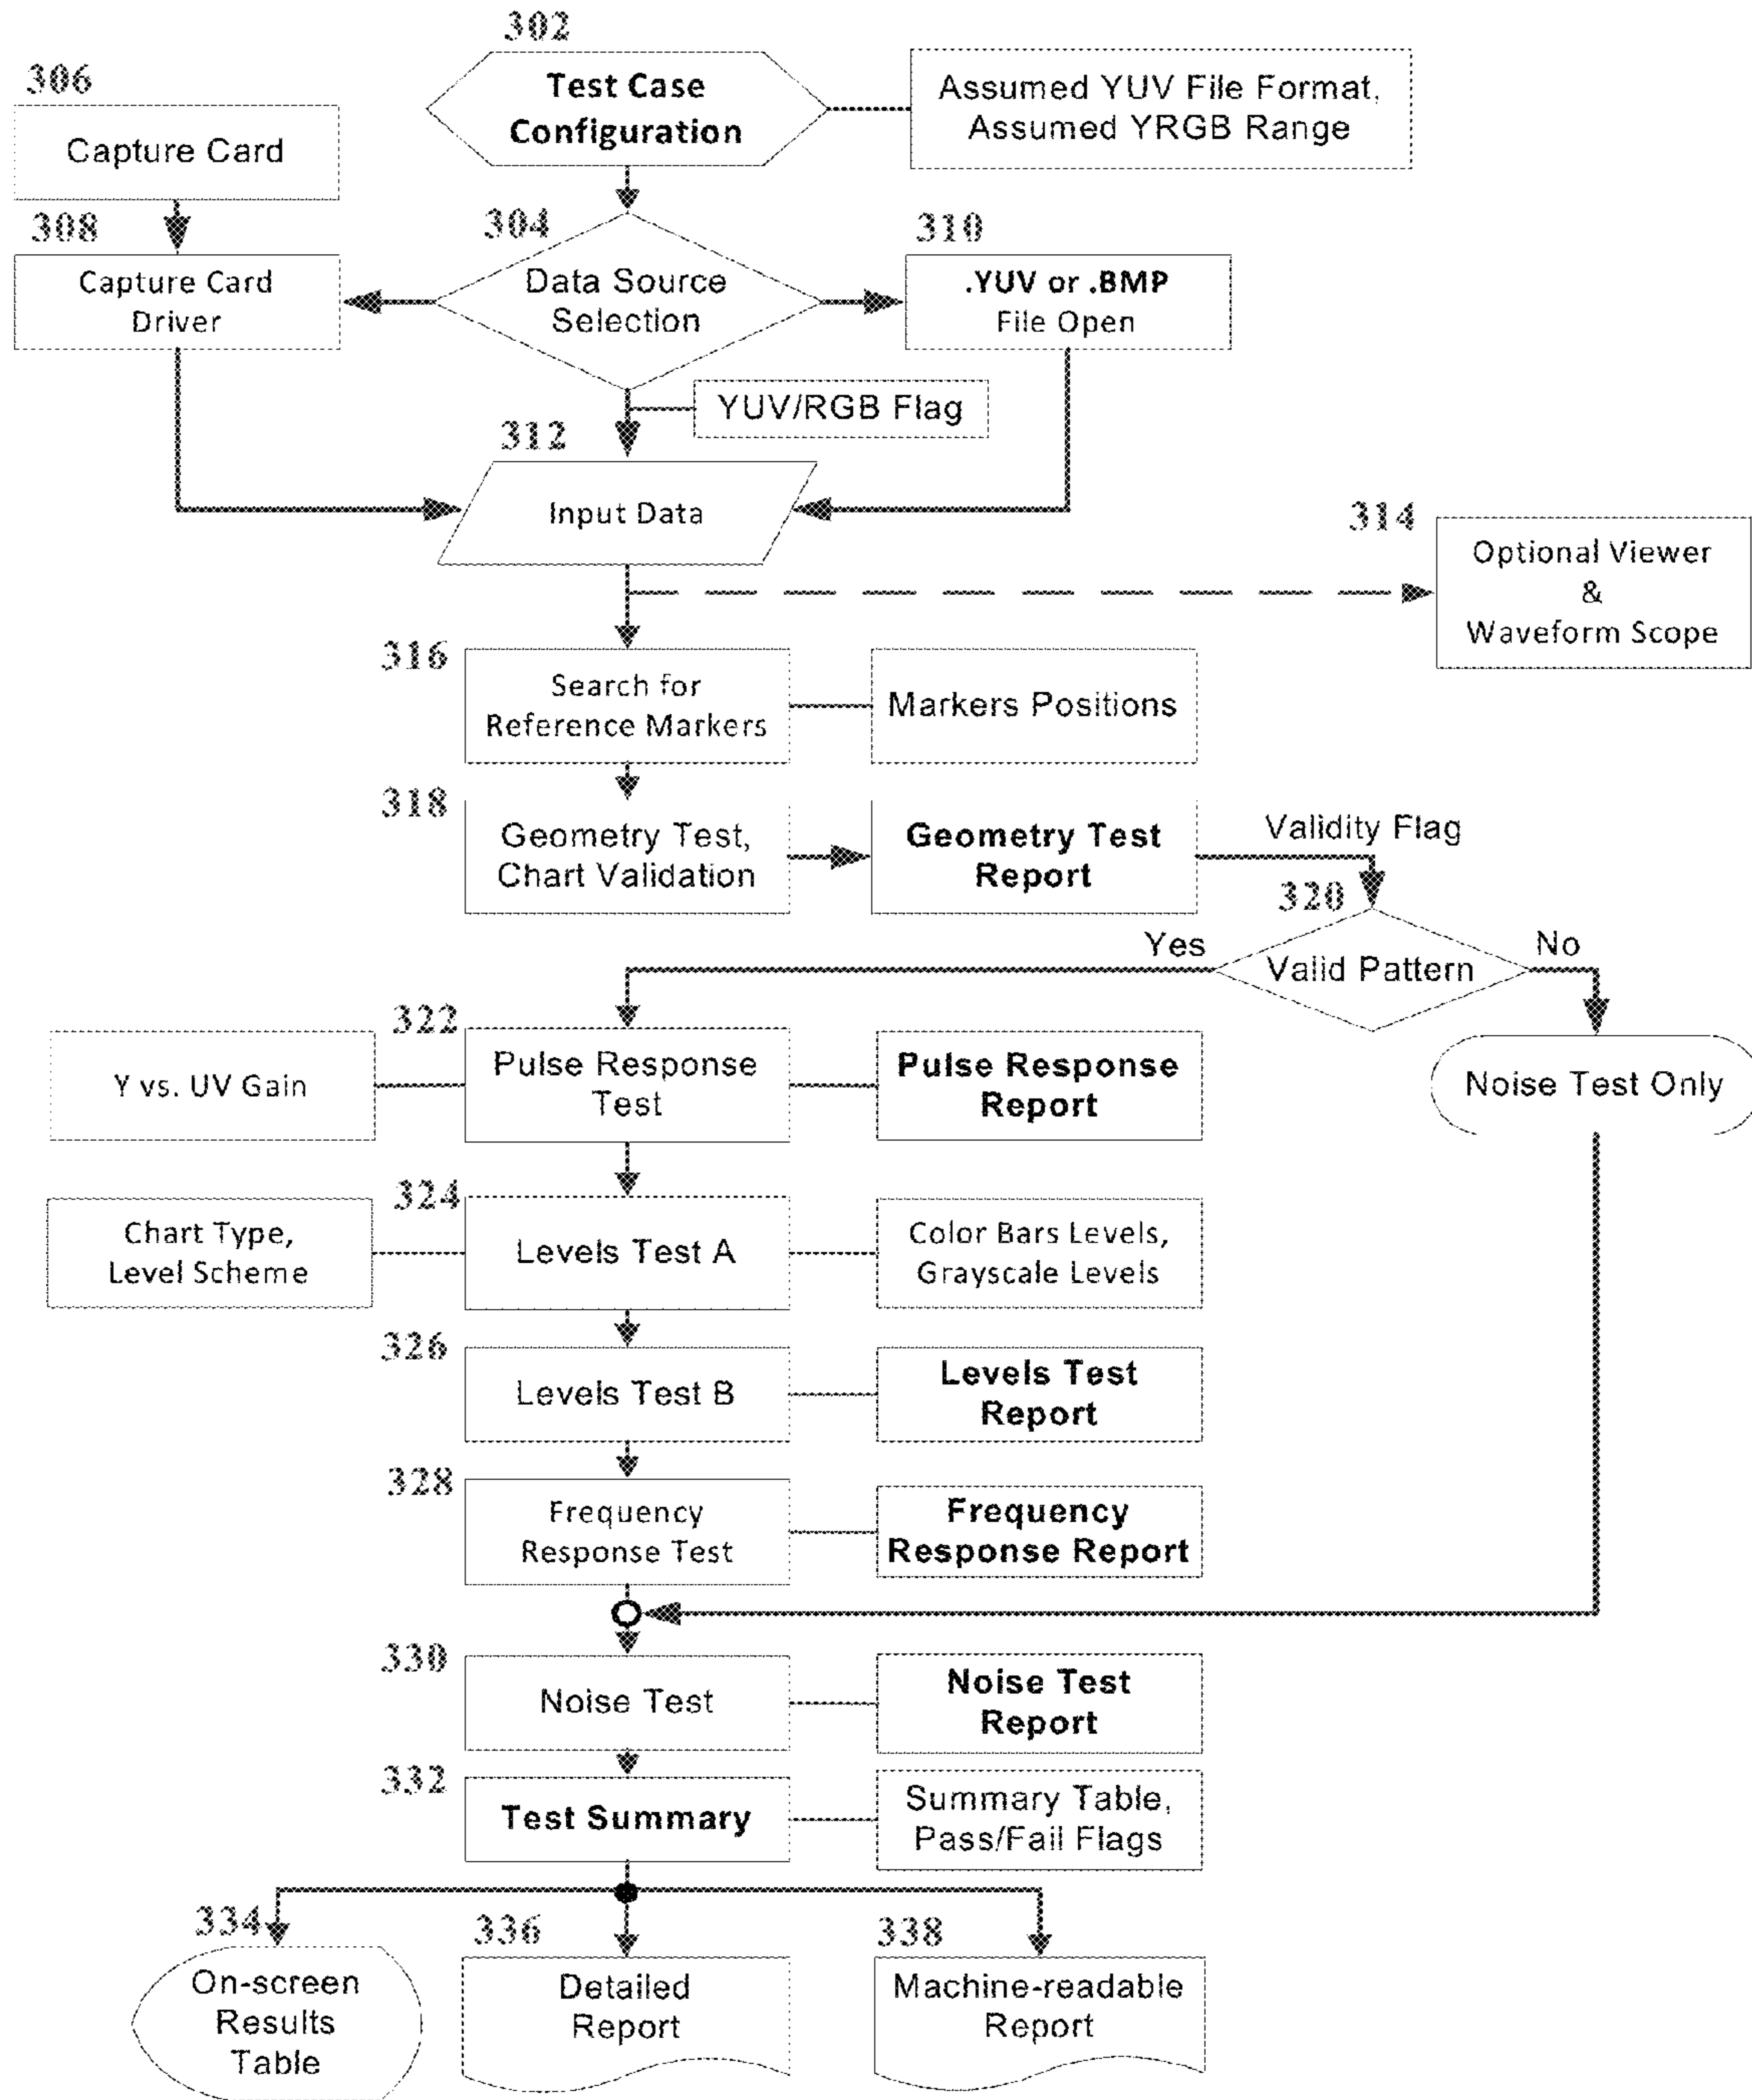 302
Test Case
Configuration
Assumed YUV File Format,
Assumed YRGB Range
306
Capture Card
308
Capture Card
Driver
304
Data Source
Selection
310
.YUV or .BMP
File Open
YUV/RGB Flag
312
Input Data
314
Optional Viewer
&
Waveform Scope
316
Search for
Reference Markers
Markers Positions
318
Geometry Test,
Chart Validation
Geometry Test
Report
Validity Flag
320
Valid Pattern
Yes
No
322
Y vs. UV Gain
Pulse Response
Test
Pulse Response
Report
Noise Test Only
324
Chart Type,
Level Scheme
Levels Test A
Color Bars Levels,
Grayscale Levels
326
Levels Test B
Levels Test
Report
328
Frequency
Response Test
Frequency
Response Report
330
Noise Test
Noise Test
Report
332
Test Summary
Summary Table,
Pass/Fail Flags
334
On-screen
Results
Table
336
Detailed
Report
338
Machine-readable
Report